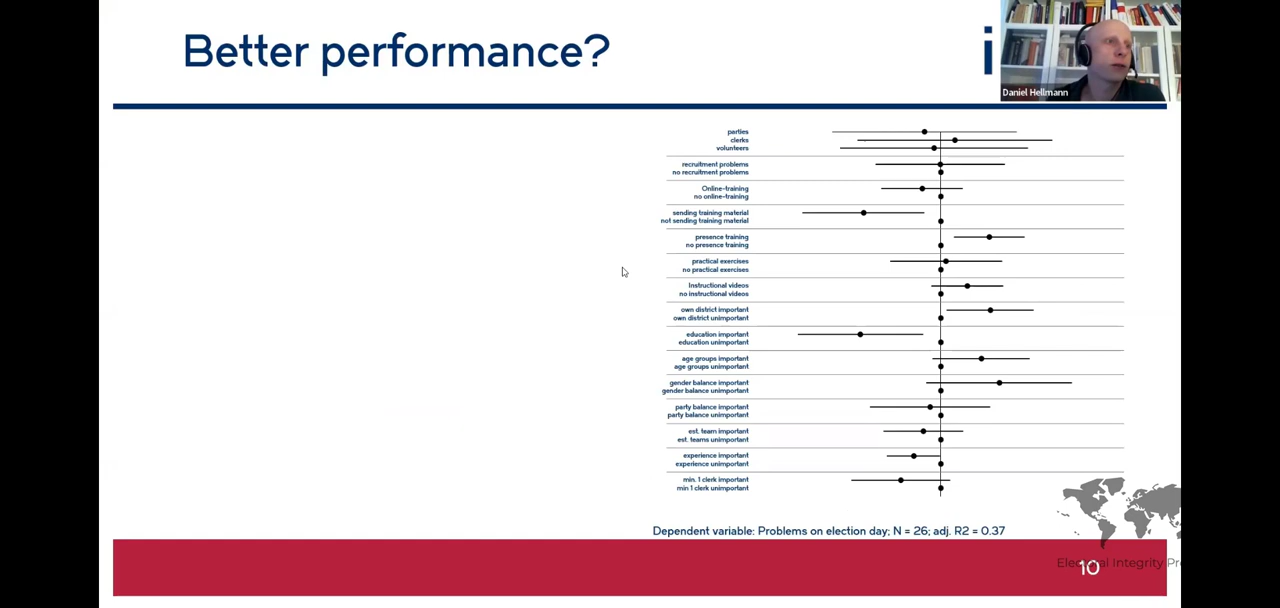 Better performance?
i
Daniel Hellmann
parties
clerks
volunteers
recruitment problems
no recruitment problems
Online-training
no online-training
sending training material
not sending training material
presence training
no presence training
practical exercises
no practical exercises
Instructional videos
no instructional videos
own district important
own district unimportant
education important
education unimportant
age groups important
age groups unimportant
gender balance important
gender balance unimportant
party balance important
party balance unimportant
est. team important
est. teams unimportant
experience important
experience unimportant
min. 1 clerk important
min 1 clerk unimportant
Dependent variable: Problems on election day; N = 26; adj. R2 = 0.37
Electoral Integrity Pr
10